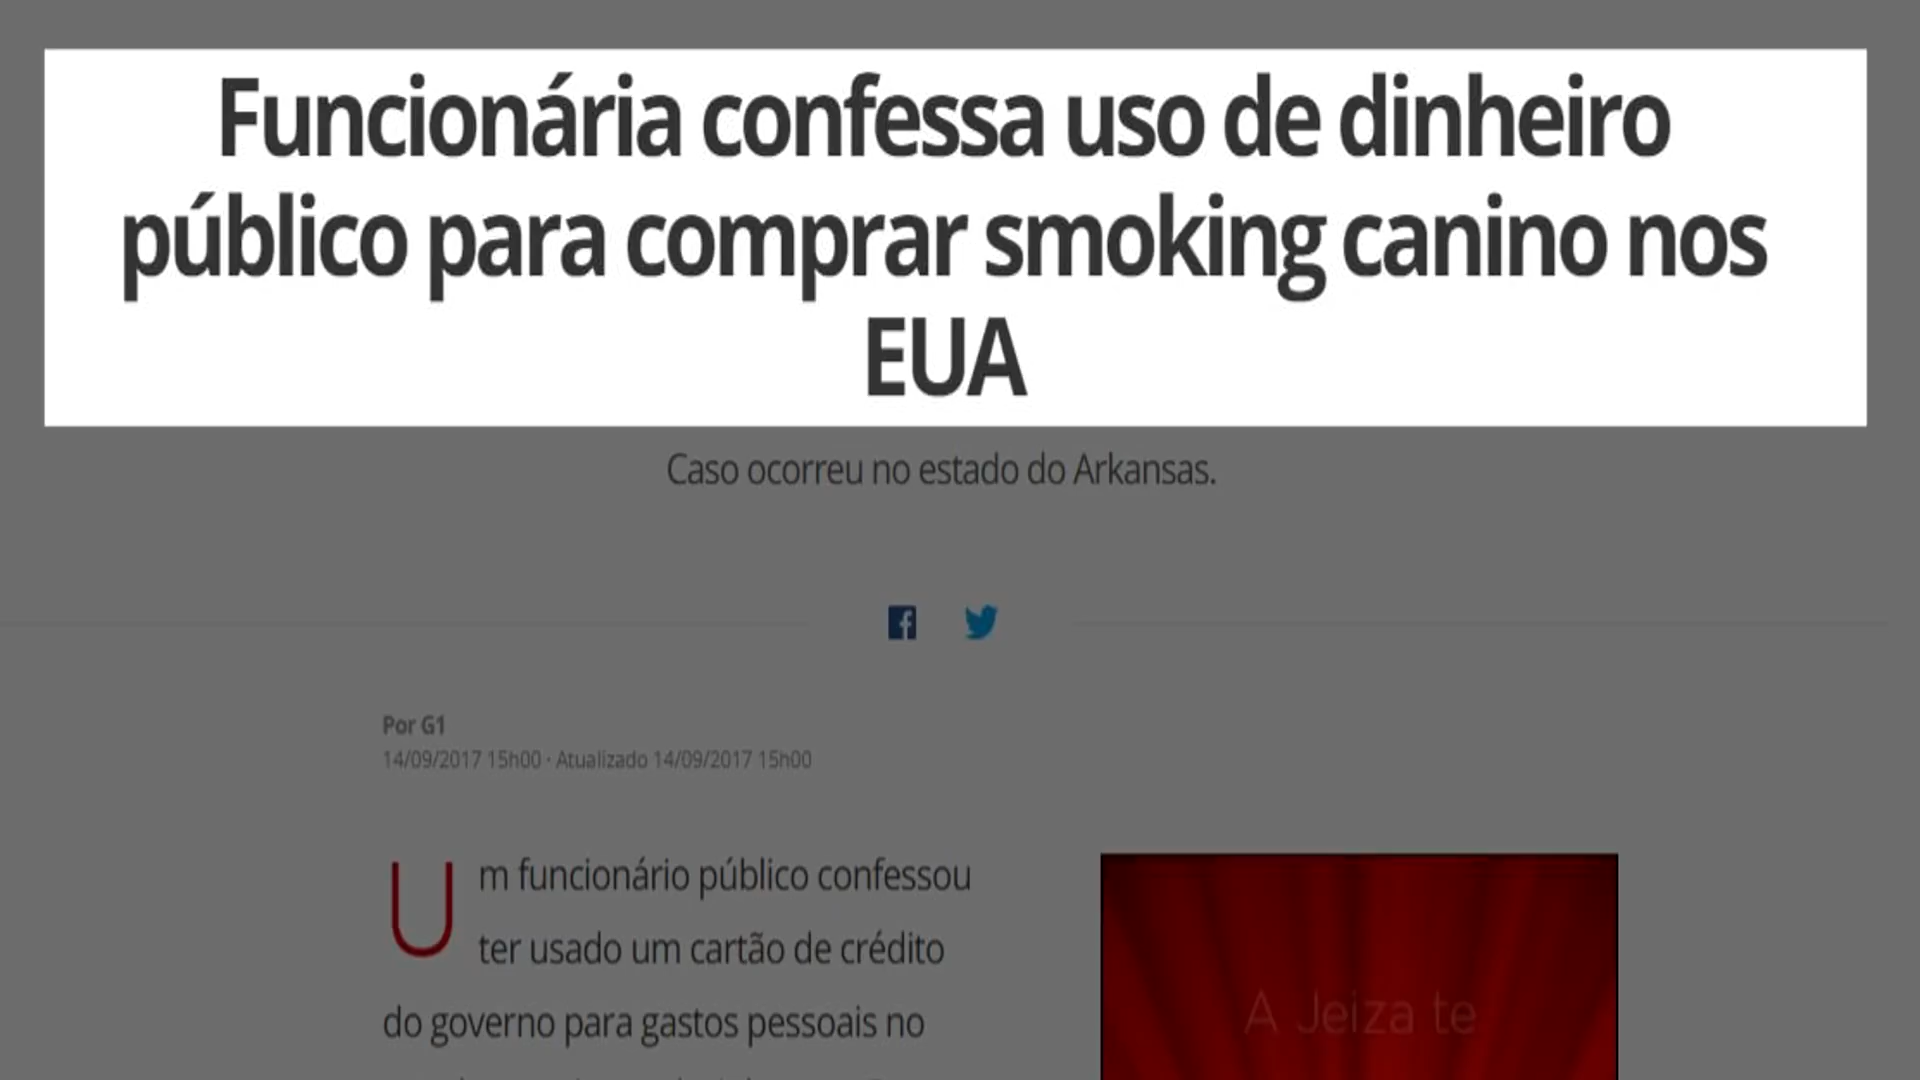 Funcionária confessa uso de dinheiro
público para comprar smoking canino nos
EUA
Caso ocorreu no estado do Arkansas.
Por G1
14/09/2017 15h00 · Atualizado 14/09/2017 15h00
Um funcionário público confessou
ter usado um cartão de crédito
do governo para gastos pessoais no
A Jeiza te